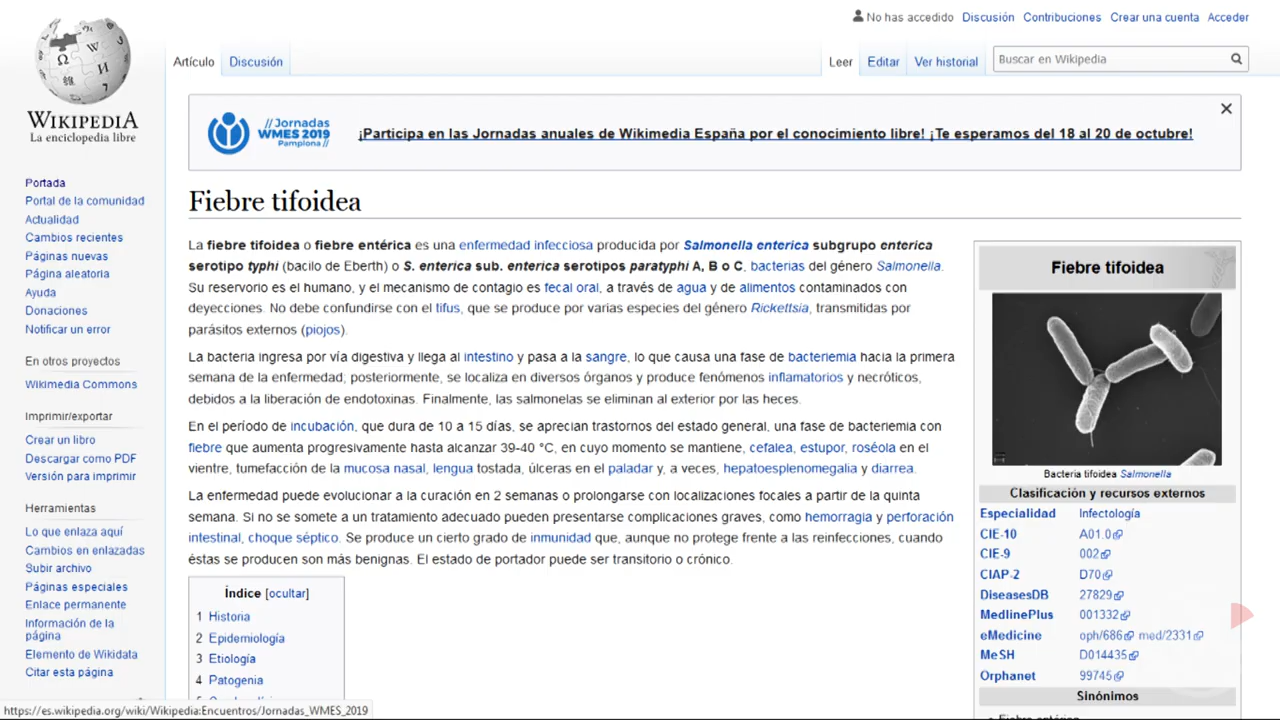 No has accedido Discusión Contribuciones Crear una cuenta Acceder
Artículo Discusión Leer Editar Ver historial Buscar en Wikipedia
WIKIPEDIA
La enciclopedia libre
Portada
Portal de la comunidad
Actualidad
Cambios recientes
Páginas nuevas
Página aleatoria
Ayuda
Donaciones
Notificar un error
En otros proyectos
Wikimedia Commons
Imprimir/exportar
Crear un libro
Descargar como PDF
Versión para imprimir
Herramientas
Lo que enlaza aquí
Cambios en enlazadas
Subir archivo
Páginas especiales
Enlace permanente
Información de la
página
Elemento de Wikidata
Citar esta página
// Jornadas
WMES 2019
Pamplona //
¡Participa en las Jornadas anuales de Wikimedia España por el conocimiento libre! ¡Te esperamos del 18 al 20 de octubre!
Fiebre tifoidea
La fiebre tifoidea o fiebre entérica es una enfermedad infecciosa producida por Salmonella enterica subgrupo enterica
serotipo typhi (bacilo de Eberth) o S. enterica sub. enterica serotipos paratyphi A, B o C, bacterias del género Salmonella.
Su reservorio es el humano, y el mecanismo de contagio es fecal oral, a través de agua y de alimentos contaminados con
deyecciones. No debe confundirse con el tifus, que se produce por varias especies del género Rickettsia, transmitidas por
parásitos externos (piojos).
La bacteria ingresa por vía digestiva y llega al intestino y pasa a la sangre, lo que causa una fase de bacteriemia hacia la primera
semana de la enfermedad; posteriormente, se localiza en diversos órganos y produce fenómenos inflamatorios y necróticos,
debidos a la liberación de endotoxinas. Finalmente, las salmonelas se eliminan al exterior por las heces.
En el período de incubación, que dura de 10 a 15 días, se aprecian trastornos del estado general, una fase de bacteriemia con
fiebre que aumenta progresivamente hasta alcanzar 39-40 °C, en cuyo momento se mantiene, cefalea, estupor, roséola en el
vientre, tumefacción de la mucosa nasal, lengua tostada, úlceras en el paladar y, a veces, hepatoesplenomegalia y diarrea.
La enfermedad puede evolucionar a la curación en 2 semanas o prolongarse con localizaciones focales a partir de la quinta
semana. Si no se somete a un tratamiento adecuado pueden presentarse complicaciones graves, como hemorragia y perforación
intestinal, choque séptico. Se produce un cierto grado de inmunidad que, aunque no protege frente a las reinfecciones, cuando
éstas se producen son más benignas. El estado de portador puede ser transitorio o crónico.
Índice [ocultar]
1 Historia
2 Epidemiología
3 Etiología
4 Patogenia
Fiebre tifoidea
Bacteria tifoidea Salmonella
Clasificación y recursos externos
Especialidad Infectología
CIE-10 A01.0
CIE-9 002
CIAP-2 D70
DiseasesDB 27829
MedlinePlus 001332
eMedicine oph/686 med/2331
MeSH D014435
Orphanet 99745
Sinónimos
https://es.wikipedia.org/wiki/Wikipedia:Encuentros/Jornadas_WMES_2019